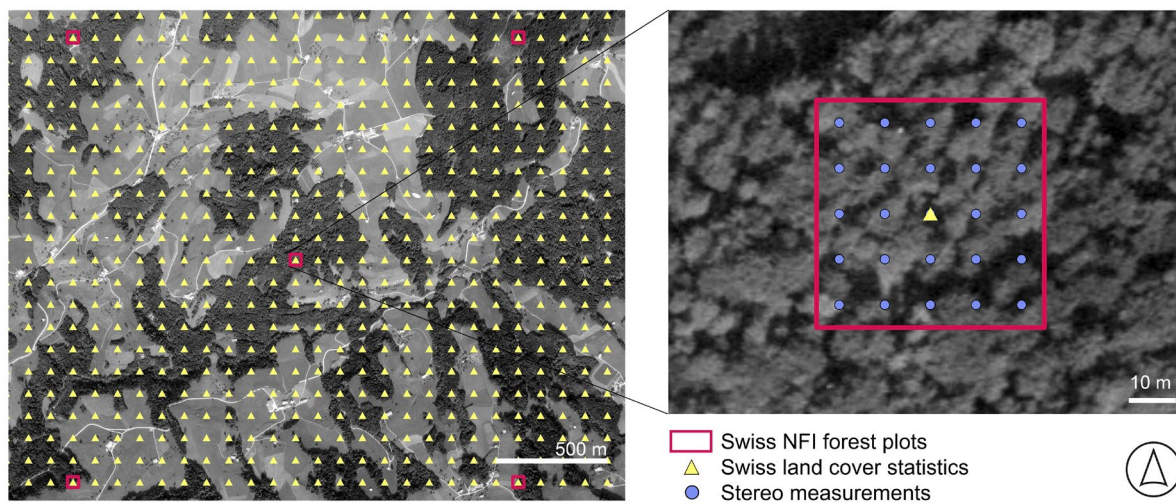 500 m
10 m
Swiss NFI forest plots
Swiss land cover statistics
Stereo measurements